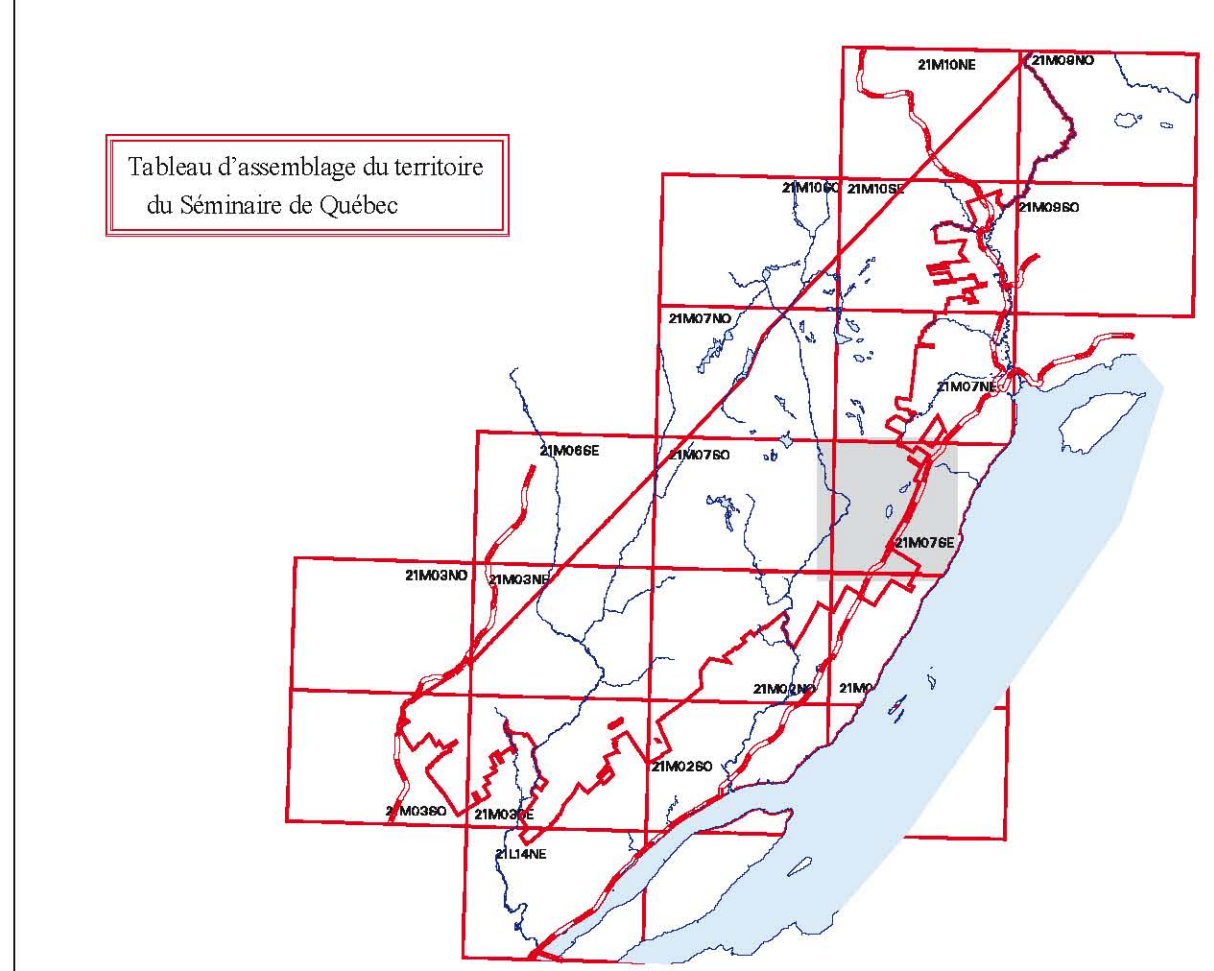 Tableau d'assemblage du territoire
du Séminaire de Québec
21M10NE
21M09NO
21M10SO
21M10SE
21M09SO
21M07NO
21M07NE
21M06SE
21M07SO
21M07SE
21M03NO
21M03NE
21M02NO
21M0
21M02SO
21M03SO
21M03SE
21L14NE